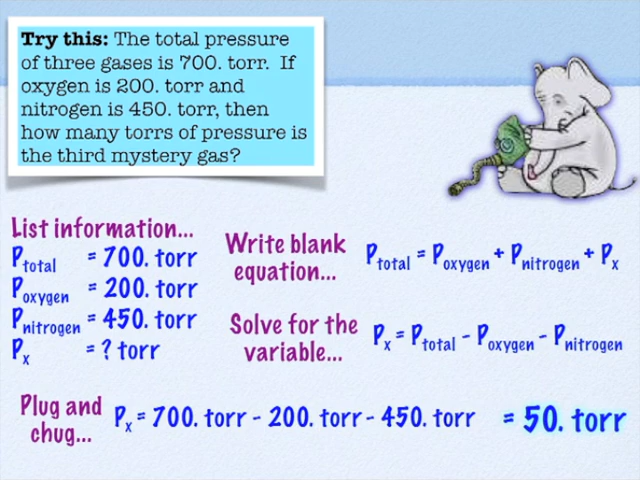 Try this: The total pressure
of three gases is 700. torr. If
oxygen is 200. torr and
nitrogen is 450. torr, then
how many torrs of pressure is
the third mystery gas?
List information...
Ptotal = 700. torr
Poxygen = 200. torr
Pnitrogen = 450. torr
Px = ? torr
Write blank
equation...
Ptotal = Poxygen + Pnitrogen + Px
Solve for the
variable...
Px = Ptotal - Poxygen - Pnitrogen
Plug and
chug...
Px = 700. torr - 200. torr - 450. torr = 50. torr